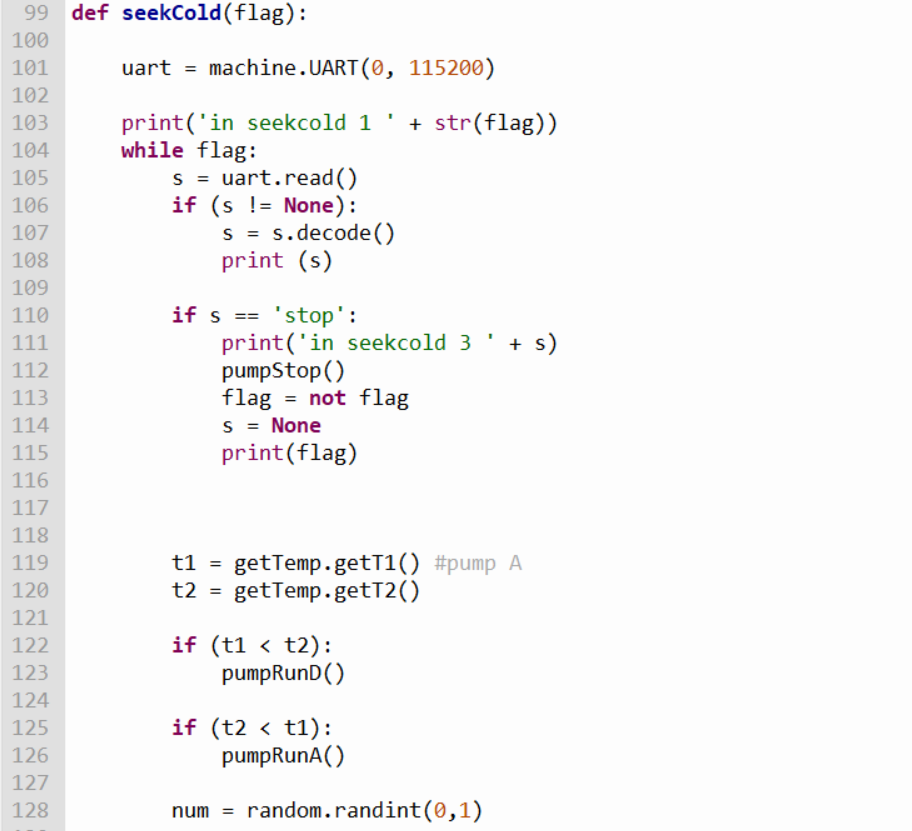 99 def seekCold(flag):
100
101 uart = machine.UART(0, 115200)
102
103 print('in seekcold 1 ' + str(flag))
104 while flag:
105 s = uart.read()
106 if (s != None):
107 s = s.decode()
108 print (s)
109
110 if s == 'stop':
111 print('in seekcold 3 ' + s)
112 pumpStop()
113 flag = not flag
114 s = None
115 print(flag)
116
117
118
119 t1 = getTemp.getT1() #pump A
120 t2 = getTemp.getT2()
121
122 if (t1 < t2):
123 pumpRunD()
124
125 if (t2 < t1):
126 pumpRunA()
127
128 num = random.randint(0,1)